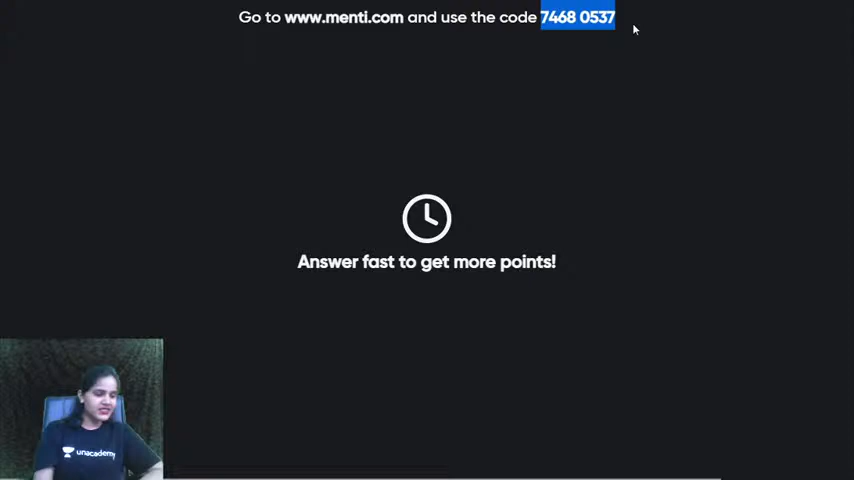 Go to www.menti.com and use the code 7468 0537
Answer fast to get more points!
unacademy